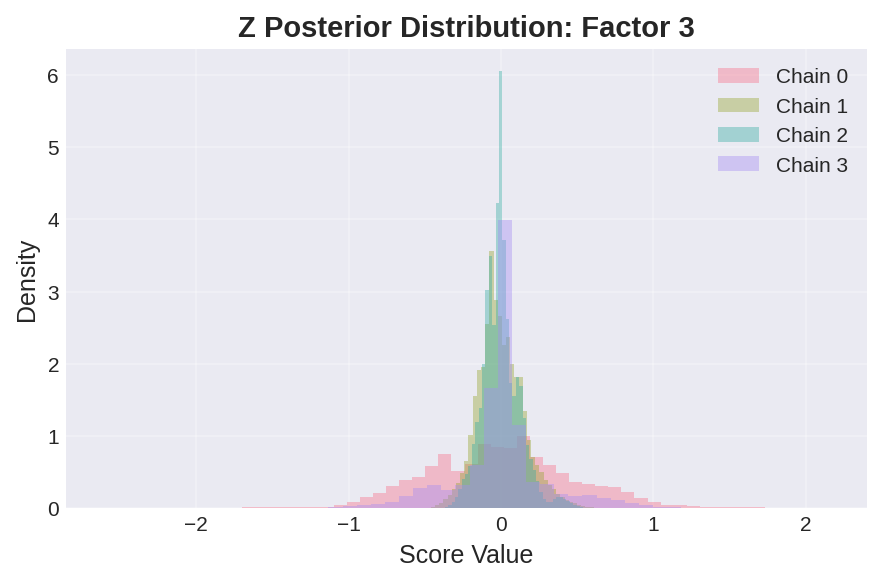 Z Posterior Distribution: Factor 3
Chain 0
Chain 1
Chain 2
Chain 3
6
5
4
3
2
1
0
Density
−2
−1
0
1
2
Score Value